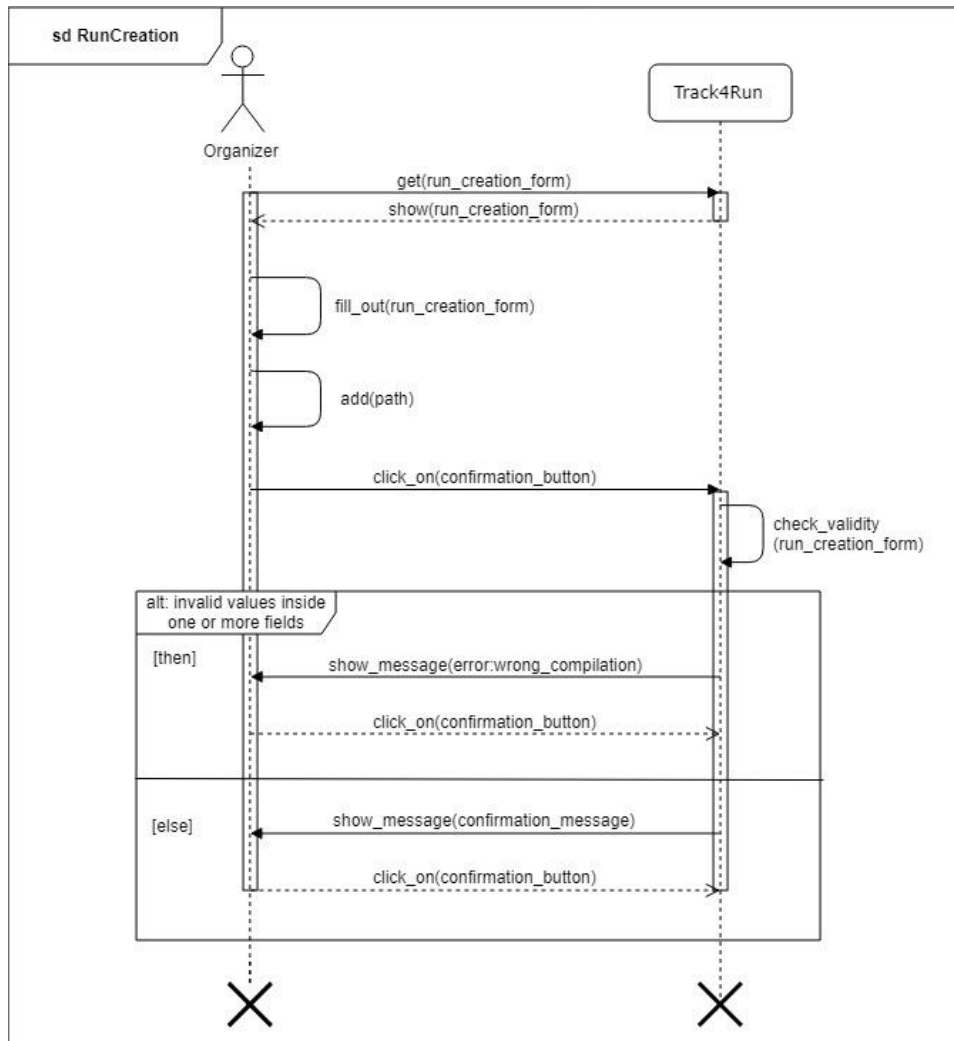 sd RunCreation
Track4Run
Organizer
get(run_creation_form)
show(run_creation_form)
fill_out(run_creation_form)
add(path)
click_on(confirmation_button)
check_validity
(run_creation_form)
alt: invalid values inside
one or more fields
[then]
show_message(error:wrong_compilation)
click_on(confirmation_button)
[else]
show_message(confirmation_message)
click_on(confirmation_button)